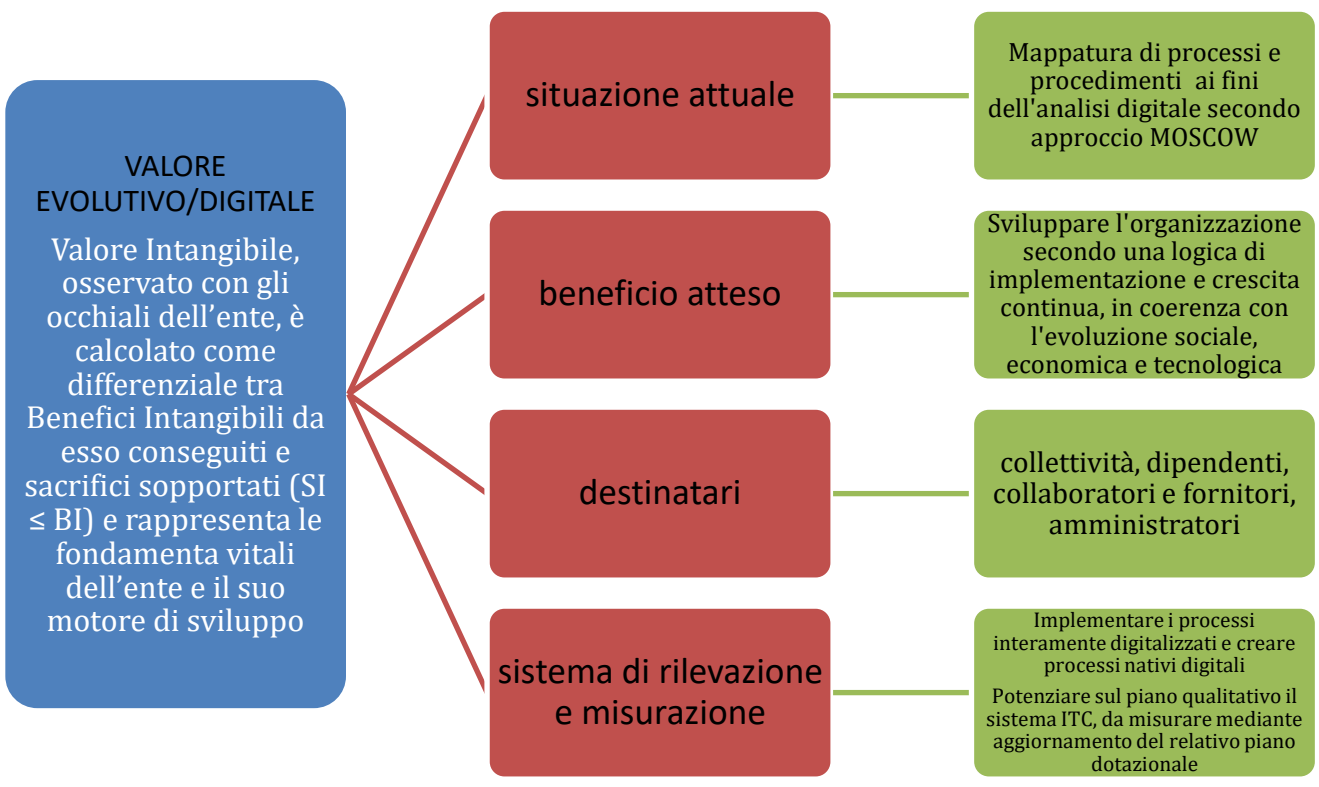 VALORE
EVOLUTIVO/DIGITALE
Valore Intangibile,
osservato con gli
occhiali dell’ente, è
calcolato come
differenziale tra
Benefici Intangibili da
esso conseguiti e
sacrifici sopportati (SI
≤ BI) e rappresenta le
fondamenta vitali
dell’ente e il suo
motore di sviluppo
situazione attuale
Mappatura di processi e
procedimenti ai fini
dell'analisi digitale secondo
approccio MOSCOW
beneficio atteso
Sviluppare l'organizzazione
secondo una logica di
implementazione e crescita
continua, in coerenza con
l'evoluzione sociale,
economica e tecnologica
destinatari
collettività, dipendenti,
collaboratori e fornitori,
amministratori
sistema di rilevazione
e misurazione
Implementare i processi
interamente digitalizzati e creare
processi nativi digitali
Potenziare sul piano qualitativo il
sistema ITC, da misurare mediante
aggiornamento del relativo piano
dotazionale